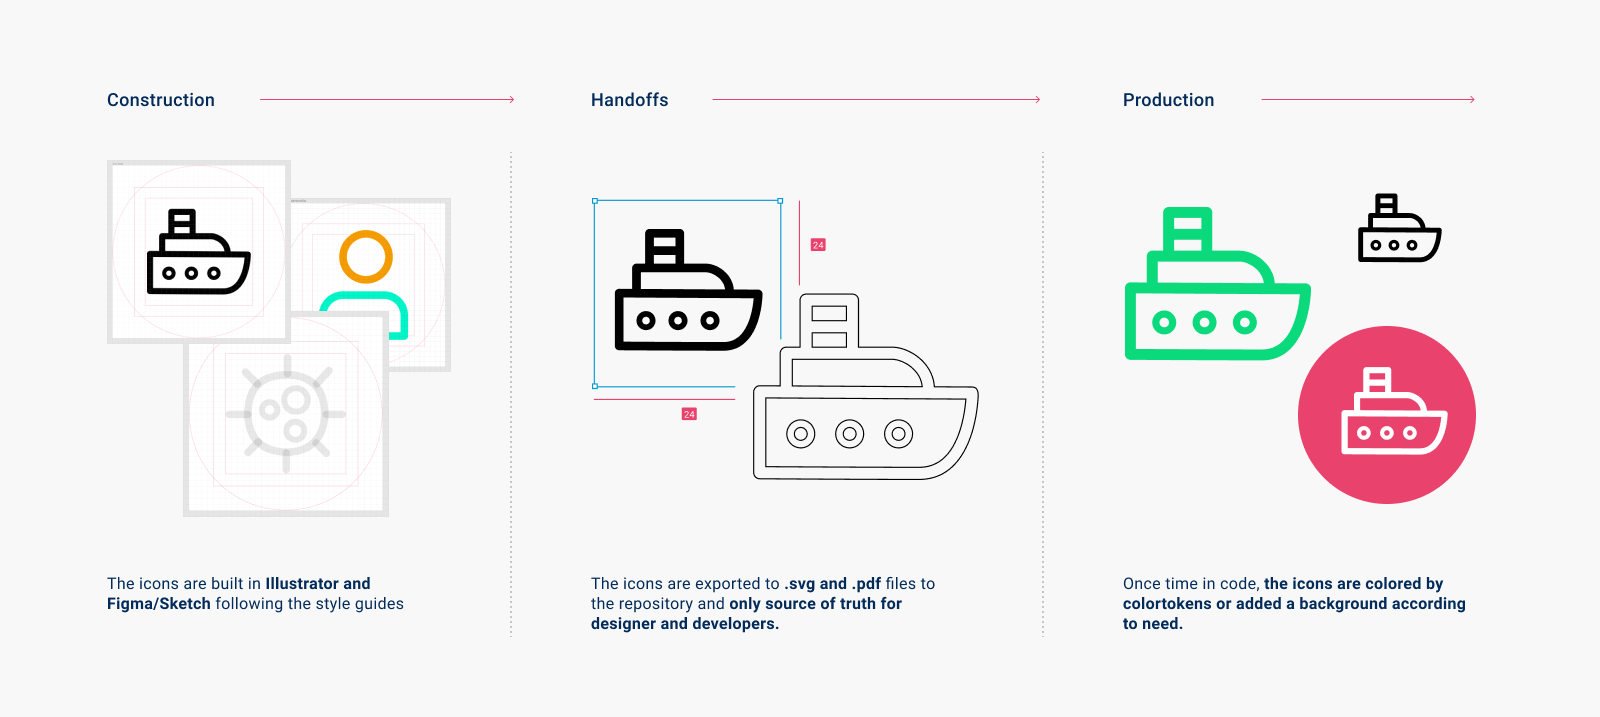 Construction
Handoffs
Production
24
24
The icons are built in Illustrator and
Figma/Sketch following the style guides
The icons are exported to .svg and .pdf files to
the repository and only source of truth for
designer and developers.
Once time in code, the icons are colored by
colortokens or added a background according
to need.